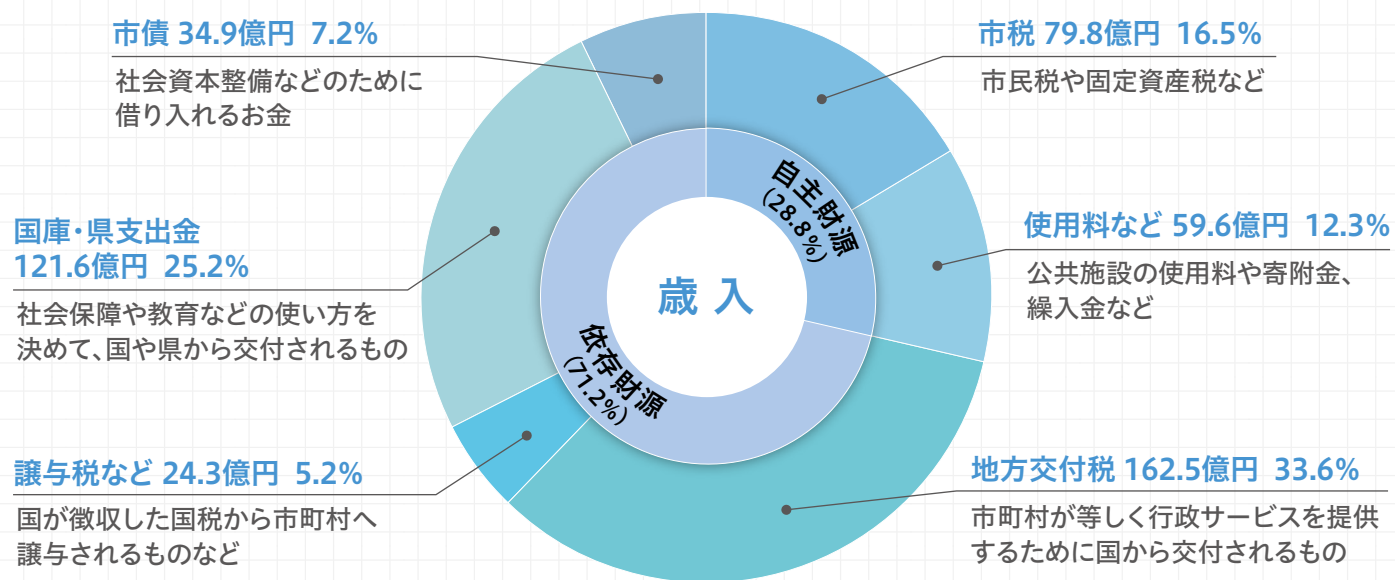 市債 34.9億円 7.2%
社会資本整備などのために
借り入れるお金
市税 79.8億円 16.5%
市民税や固定資産税など
国庫・県支出金
121.6億円 25.2%
社会保障や教育などの使い方を
決めて、国や県から交付されるもの
使用料など 59.6億円 12.3%
公共施設の使用料や寄附金、
繰入金など
自主財源
(28.8%)
歳入
依存財源
(71.2%)
譲与税など 24.3億円 5.2%
国が徴収した国税から市町村へ
譲与されるものなど
地方交付税 162.5億円 33.6%
市町村が等しく行政サービスを提供
するために国から交付されるもの